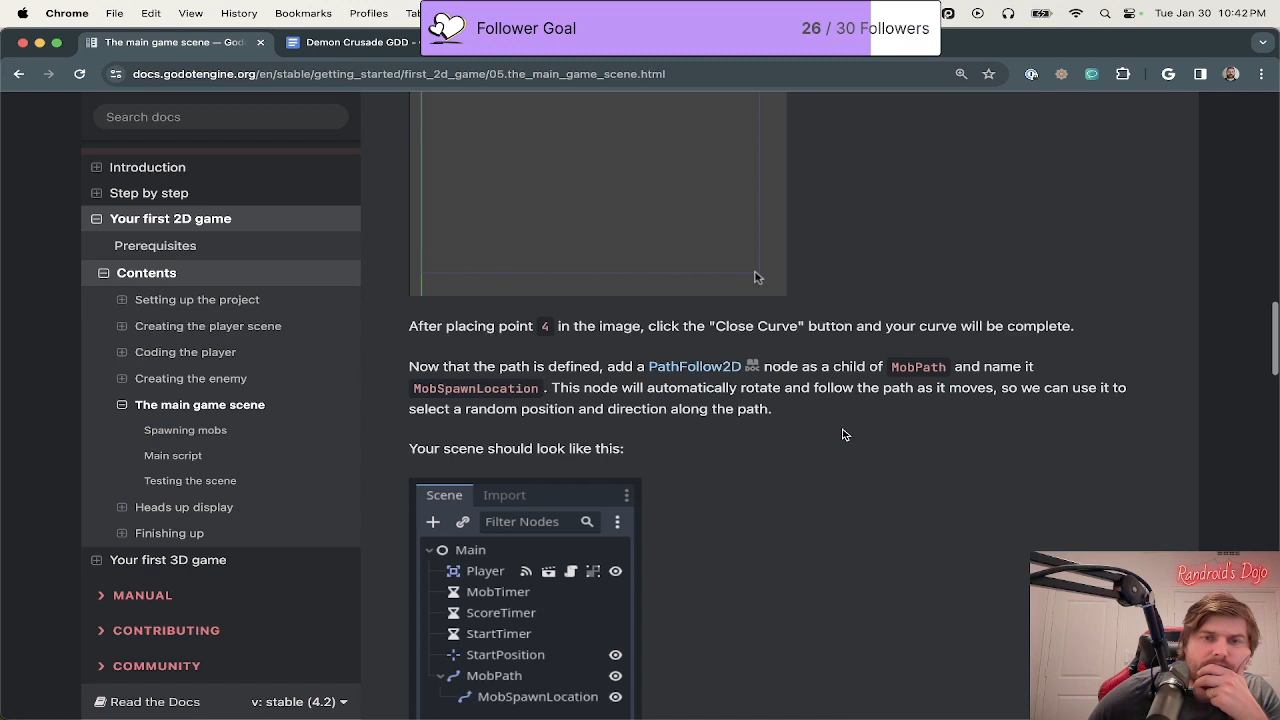 Chrome File Edit View History Bookmarks Profiles
Tue Jan 30 10:42 PM
Follower Goal 26 / 30 Followers
The main game scene — God
Demon Crusade GDD -
docs.godotengine.org/en/stable/getting_started/first_2d_game/05.the_main_game_scene.html
Search docs
Introduction
Step by step
Your first 2D game
Prerequisites
Contents
Setting up the project
Creating the player scene
Coding the player
Creating the enemy
The main game scene
Spawning mobs
Main script
Testing the scene
Heads up display
Finishing up
Your first 3D game
MANUAL
CONTRIBUTING
COMMUNITY
Read the Docs v: stable (4.2)
After placing point 4 in the image, click the "Close Curve" button and your curve will be complete.
Now that the path is defined, add a PathFollow2D node as a child of MobPath and name it
MobSpawnLocation. This node will automatically rotate and follow the path as it moves, so we can use it to
select a random position and direction along the path.
Your scene should look like this:
Scene Import
Filter Nodes
Main
Player
MobTimer
ScoreTimer
StartTimer
StartPosition
MobPath
MobSpawnLocation
Randroid's Dojo